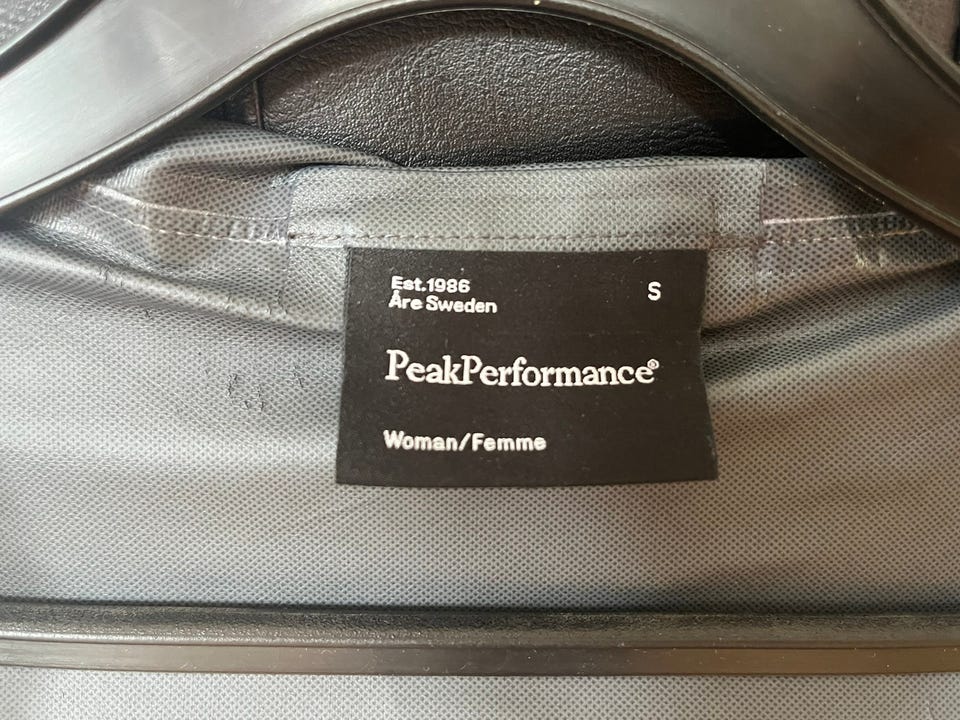 Est.1986
Åre Sweden
S
PeakPerformance®
Woman/Femme